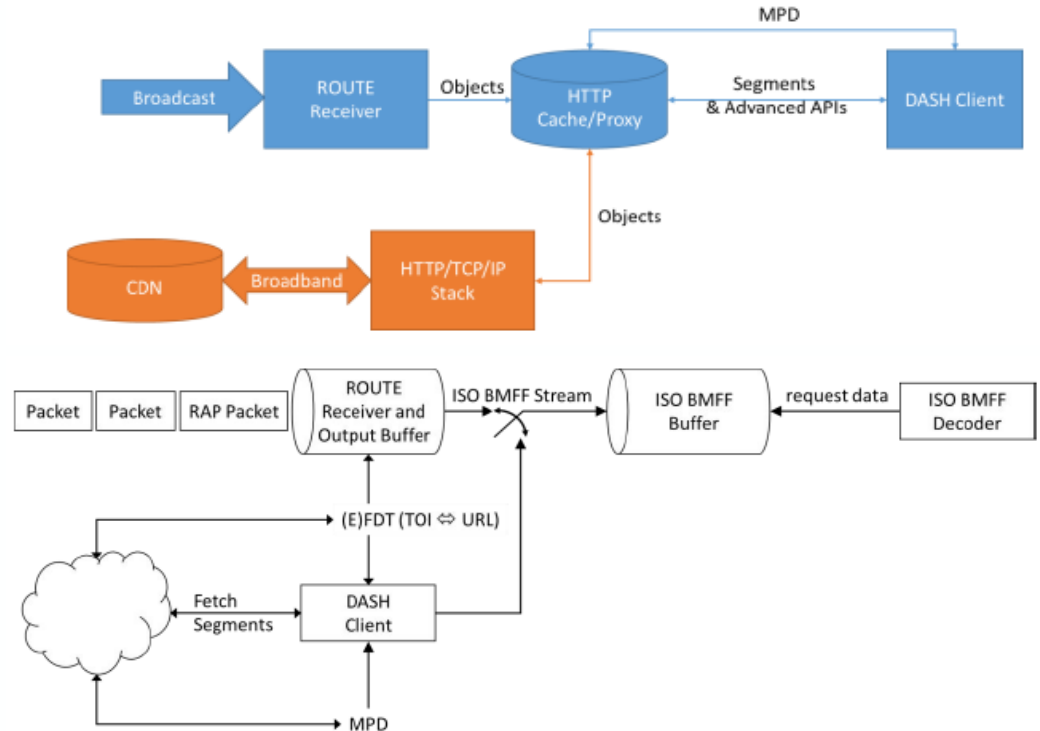 MPD
Broadcast
ROUTE
Receiver
Objects
HTTP
Cache/Proxy
Segments
& Advanced APIs
DASH Client
Objects
CDN
Broadband
HTTP/TCP/IP
Stack
Packet
Packet
RAP Packet
ROUTE
Receiver and
Output Buffer
ISO BMFF Stream
ISO BMFF
Buffer
request data
ISO BMFF
Decoder
(E)FDT (TOI ⇔ URL)
Fetch
Segments
DASH
Client
MPD